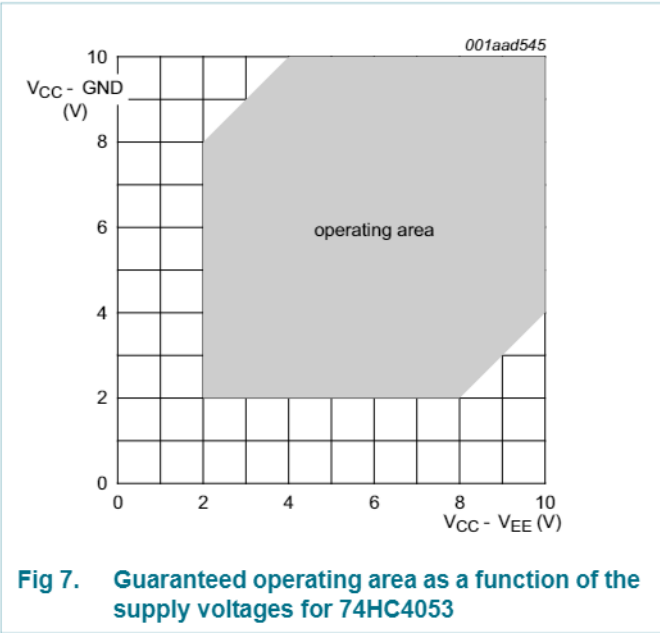 001aad545
VCC - GND
(V)
10
8
6
4
2
0
operating area
0 2 4 6 8 10
VCC - VEE (V)
Fig 7. Guaranteed operating area as a function of the
supply voltages for 74HC4053